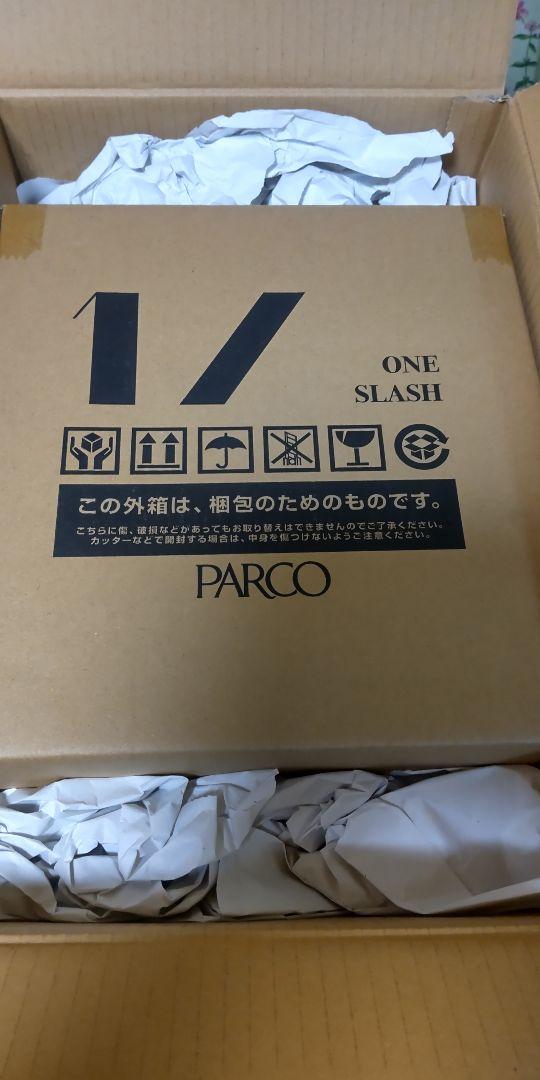 1/
ONE
SLASH
この外箱は、梱包のためのものです。
こちらに傷、破損などがあってもお取り替えはできませんのでご了承ください。
カッターなどで開封する場合は、中身を傷つけないようご注意ください。
PARCO